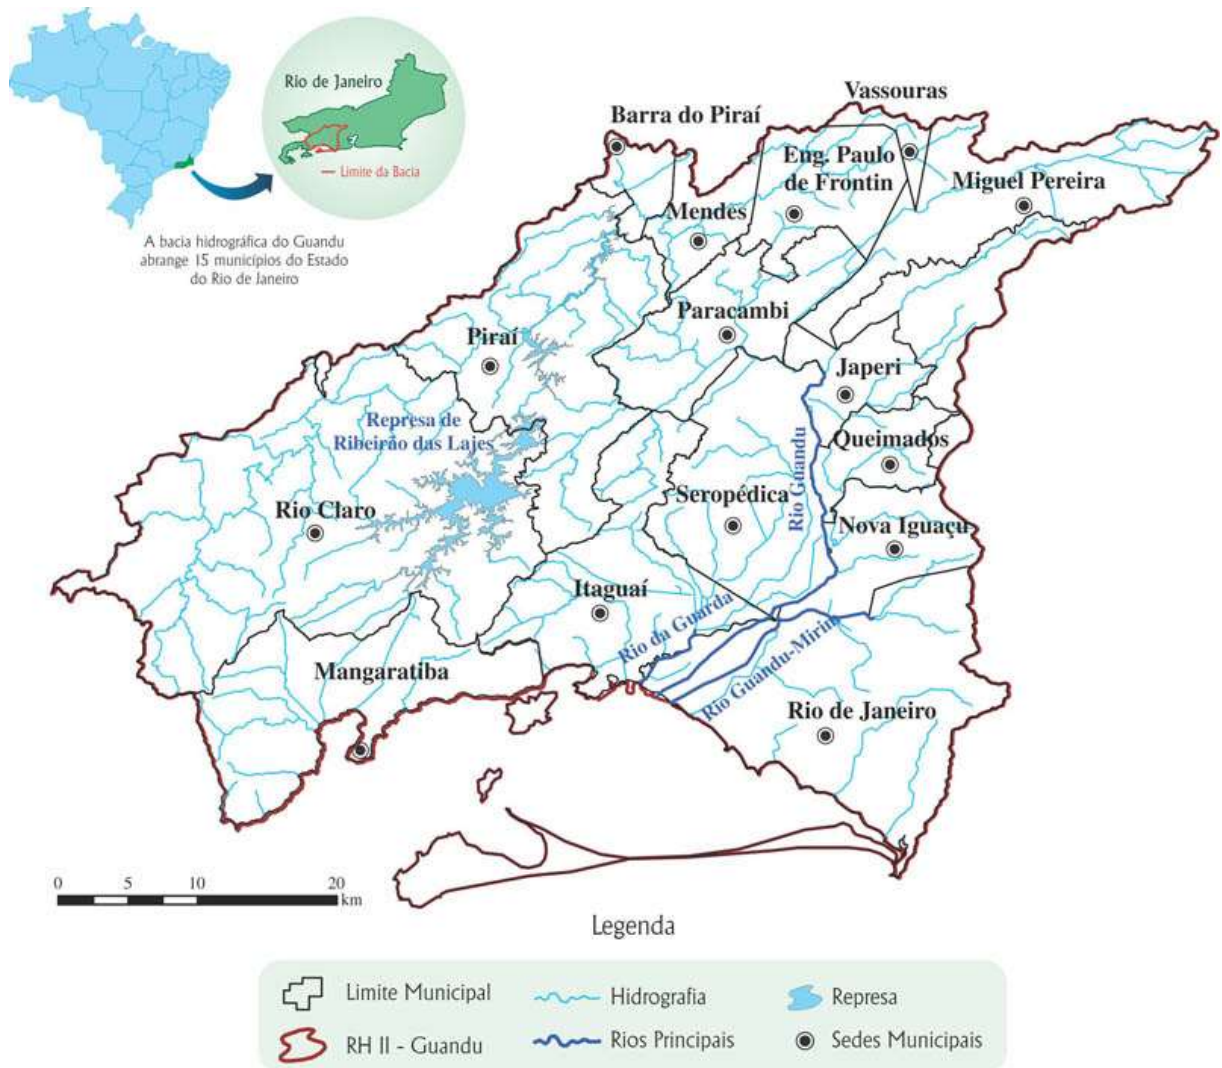 Rio de Janeiro
Limite da Bacia
A bacia hidrográfica do Guandu
abrange 15 municípios do Estado
do Rio de Janeiro
Vassouras
Barra do Piraí
Eng. Paulo
de Frontin
Miguel Pereira
Mendes
Paracambi
Piraí
Japeri
Represa de
Ribeirão das Lajes
Queimados
Rio Guandu
Seropédica
Rio Claro
Nova Iguaçu
Itaguaí
Rio da Guarda
Rio Guandu-Mirim
Mangaratiba
Rio de Janeiro
0 5 10 20
km
Legenda
Limite Municipal
Hidrografia
Represa
RH II - Guandu
Rios Principais
Sedes Municipais